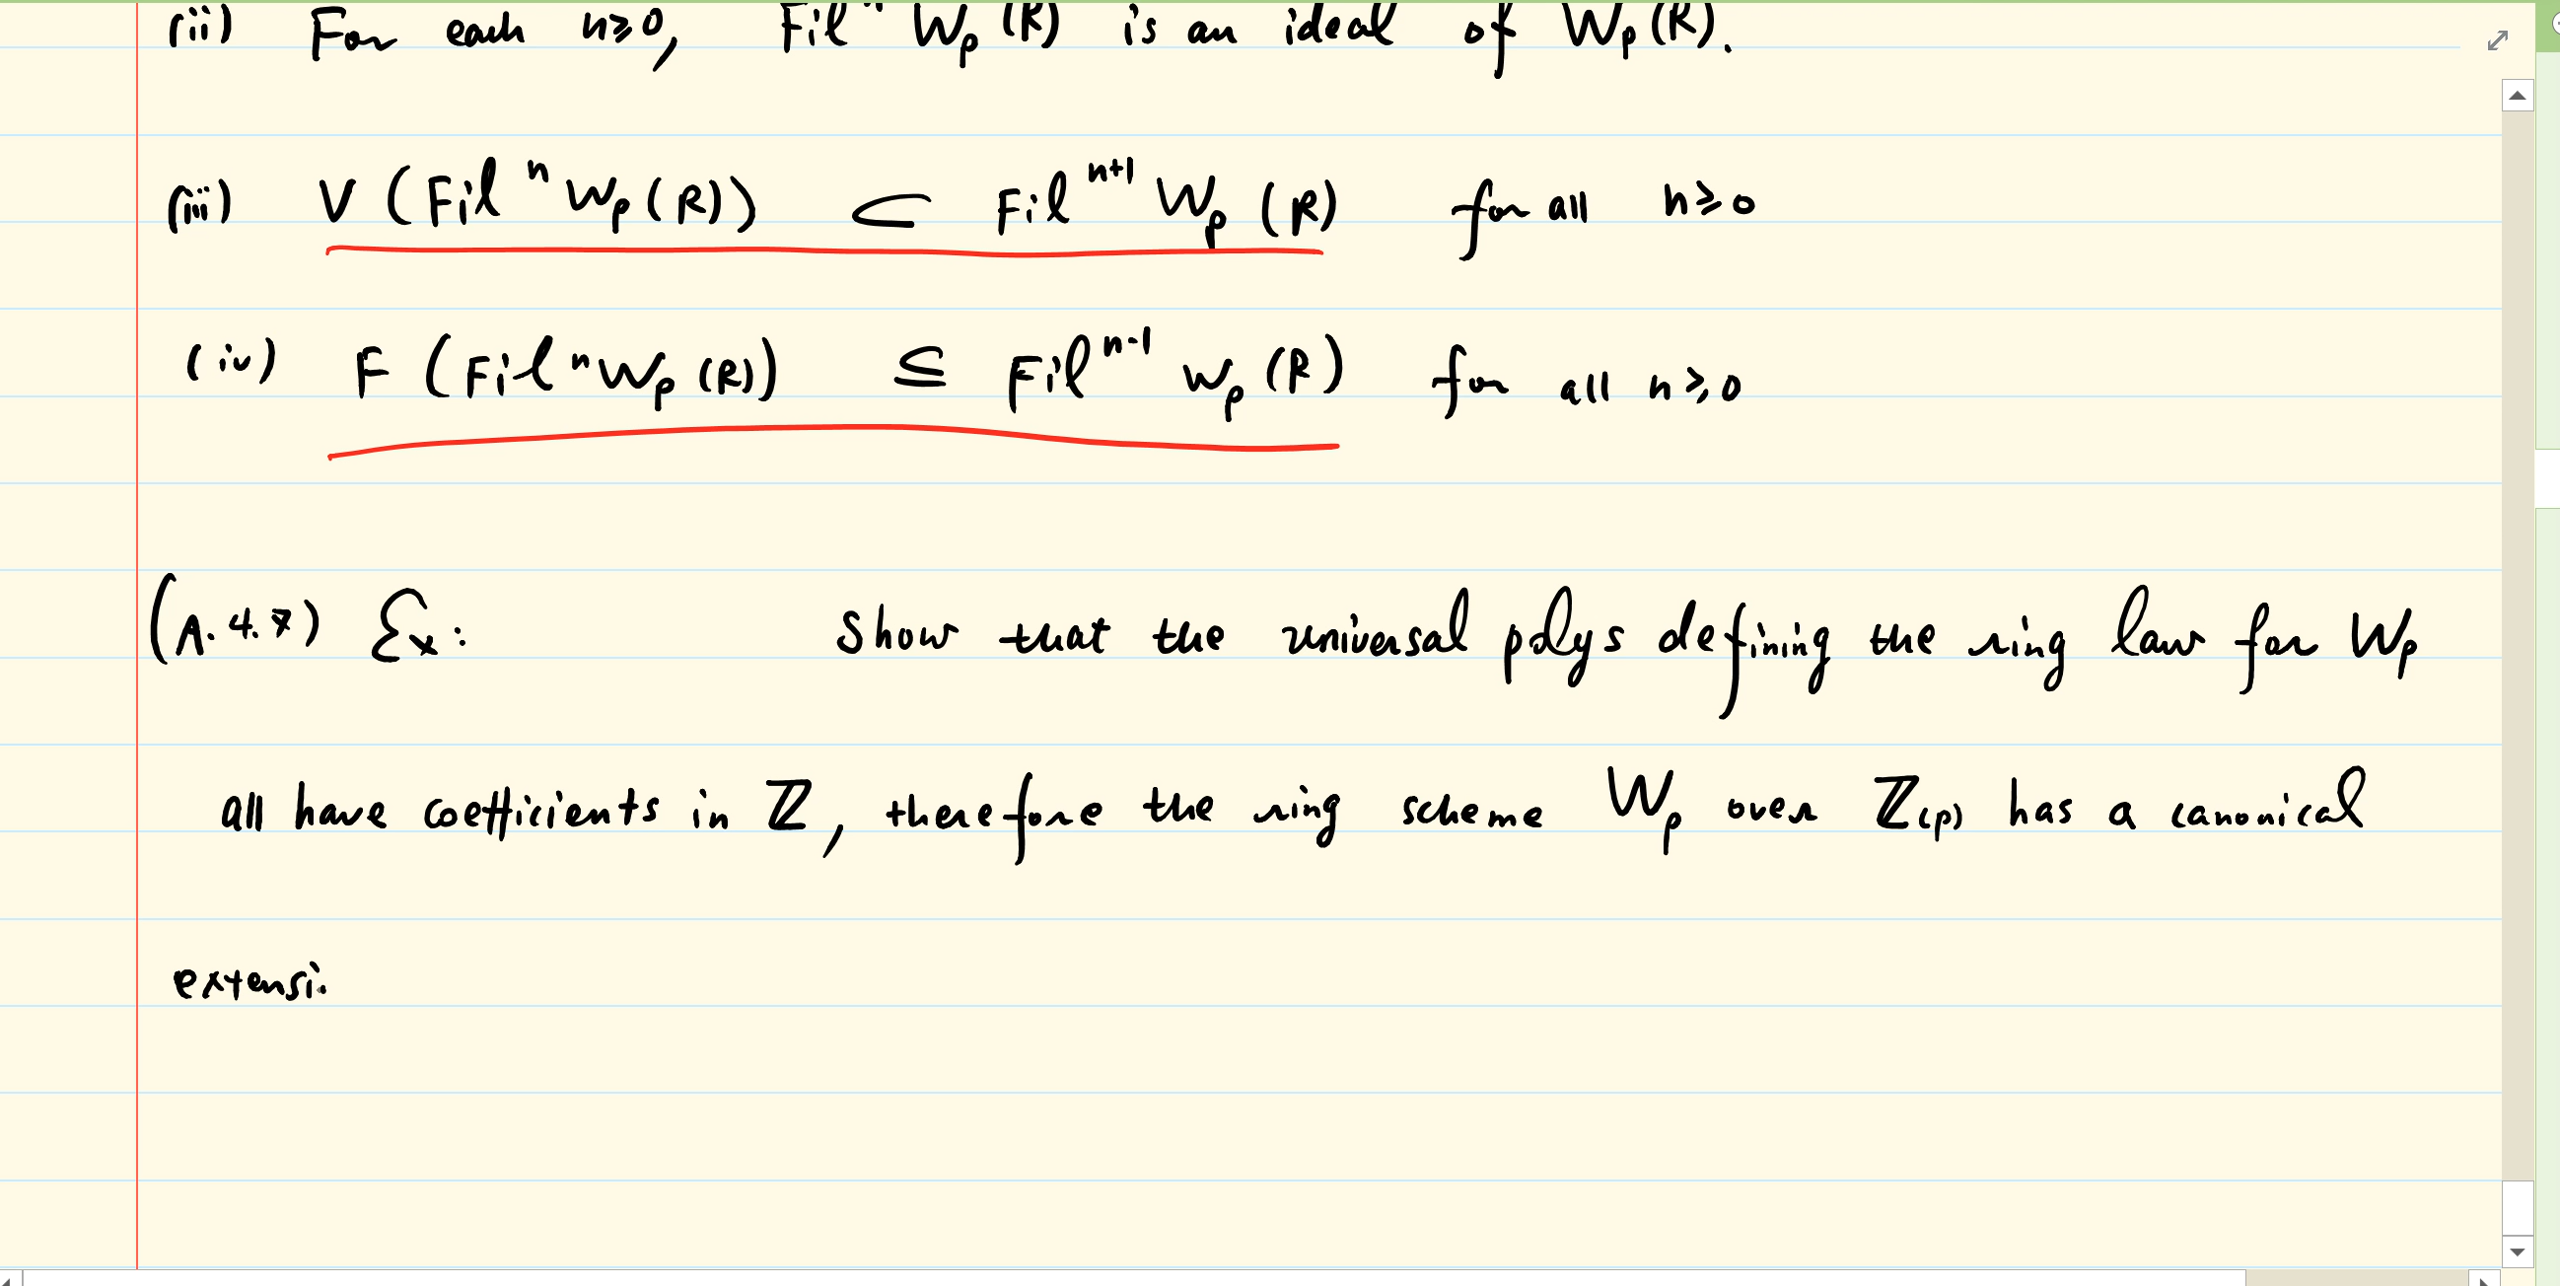 (ii) For each n≥0, Fil^n W_p(R) is an ideal of W_p(R).
(iii) V(Fil^n W_p(R)) ⊂ Fil^{n+1} W_p(R) for all n≥0
(iv) F(Fil^n W_p(R)) ⊆ Fil^{n-1} W_p(R) for all n≥0
(A.4.7) Ex: Show that the universal polys defining the ring law for W_p
all have coefficients in ℤ, therefore the ring scheme W_p over ℤ_(p) has a canonical
extensi